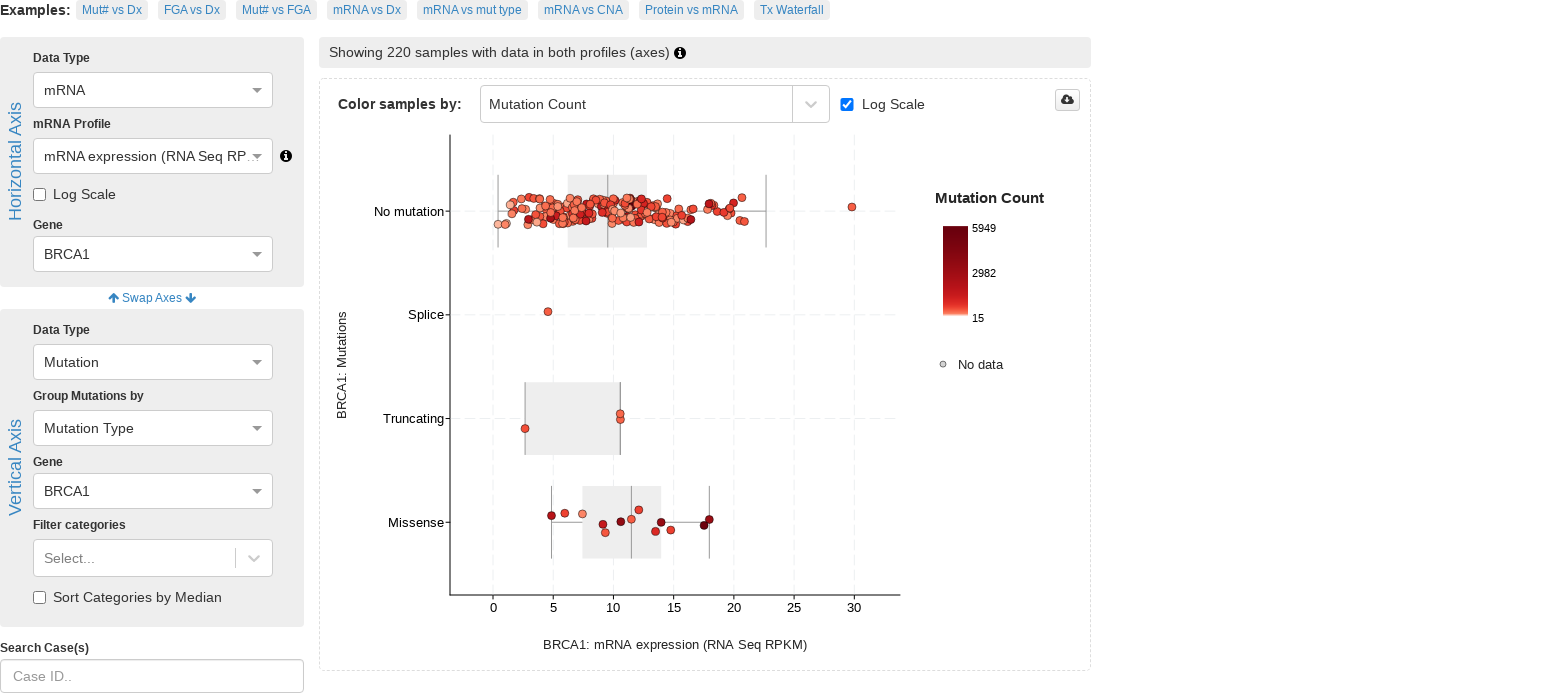 Examples: Mut# vs Dx FGA vs Dx Mut# vs FGA mRNA vs Dx mRNA vs mut type mRNA vs CNA Protein vs mRNA Tx Waterfall
Horizontal Axis
Data Type
mRNA
mRNA Profile
mRNA expression (RNA Seq RP...
Log Scale
Gene
BRCA1
Swap Axes
Vertical Axis
Data Type
Mutation
Group Mutations by
Mutation Type
Gene
BRCA1
Filter categories
Select...
Sort Categories by Median
Search Case(s)
Case ID..
Showing 220 samples with data in both profiles (axes)
Color samples by: Mutation Count Log Scale
BRCA1: Mutations
No mutation
Splice
Truncating
Missense
0 5 10 15 20 25 30
BRCA1: mRNA expression (RNA Seq RPKM)
Mutation Count
5949
2982
15
No data